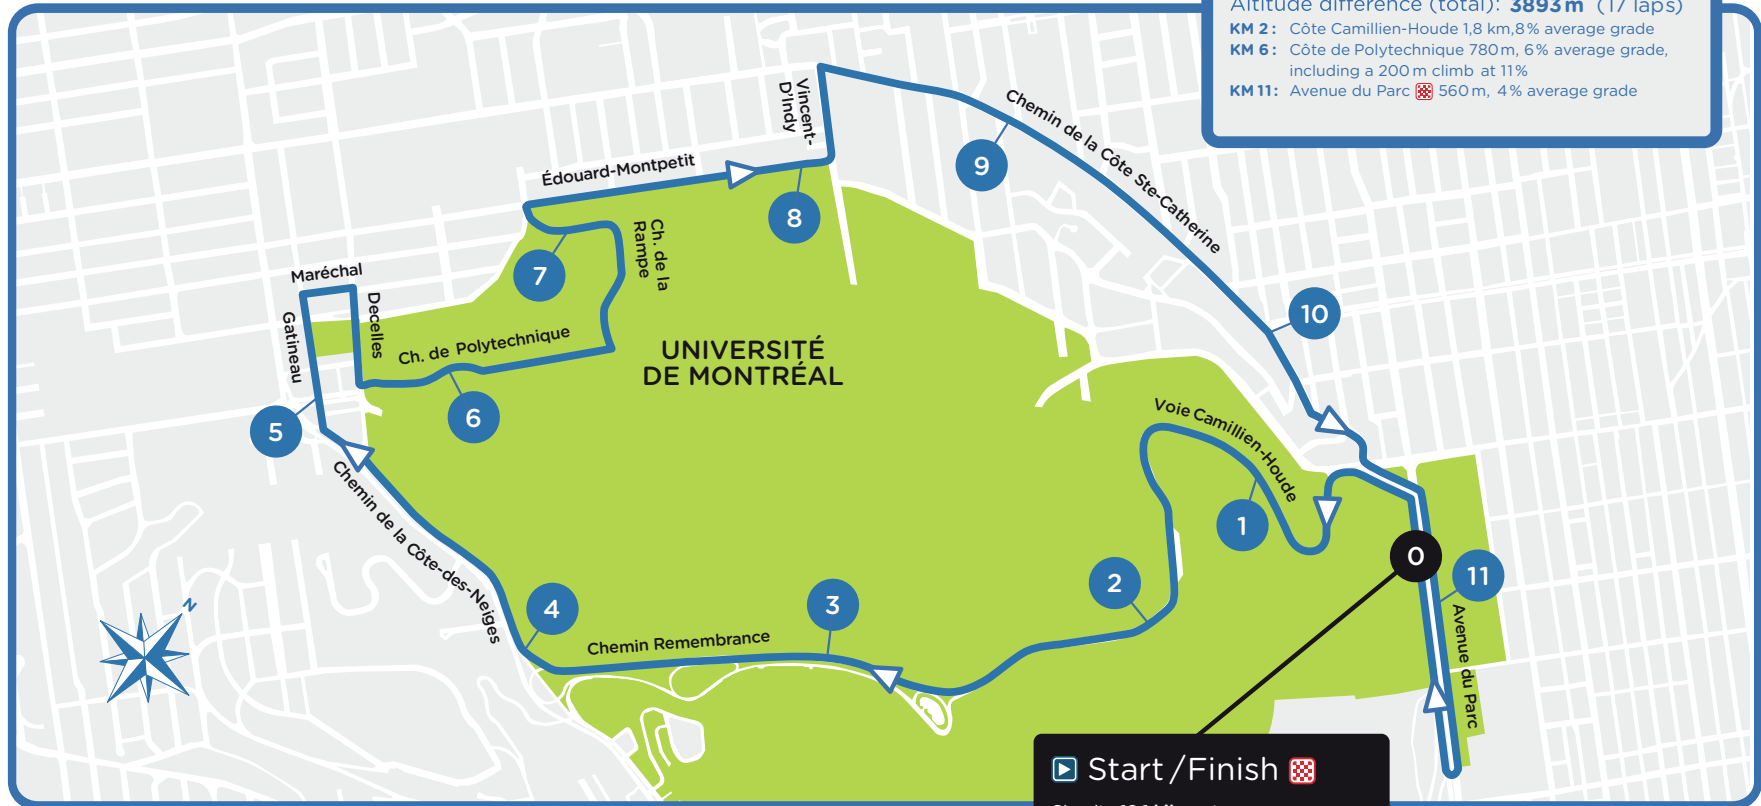 Altitude difference (total): 3893 m (17 laps)
KM 2 : Côte Camillien-Houde 1,8 km,8 % average grade
KM 6 : Côte de Polytechnique 780 m, 6 % average grade,
including a 200 m climb at 11 %
KM 11 : Avenue du Parc 560 m, 4 % average grade
Vincent-
D'Indy
Chemin de la Côte Ste-Catherine
9
Édouard-Montpetit
8
Ch. de la
Rampe
7
Maréchal
Decelles
Gatineau
Ch. de Polytechnique
10
UNIVERSITÉ
DE MONTRÉAL
6
5
Voie Camillien-Houde
Chemin de la Côte-des-Neiges
1
0
11
2
3
4
Chemin Remembrance
N
Avenue du Parc
Start / Finish